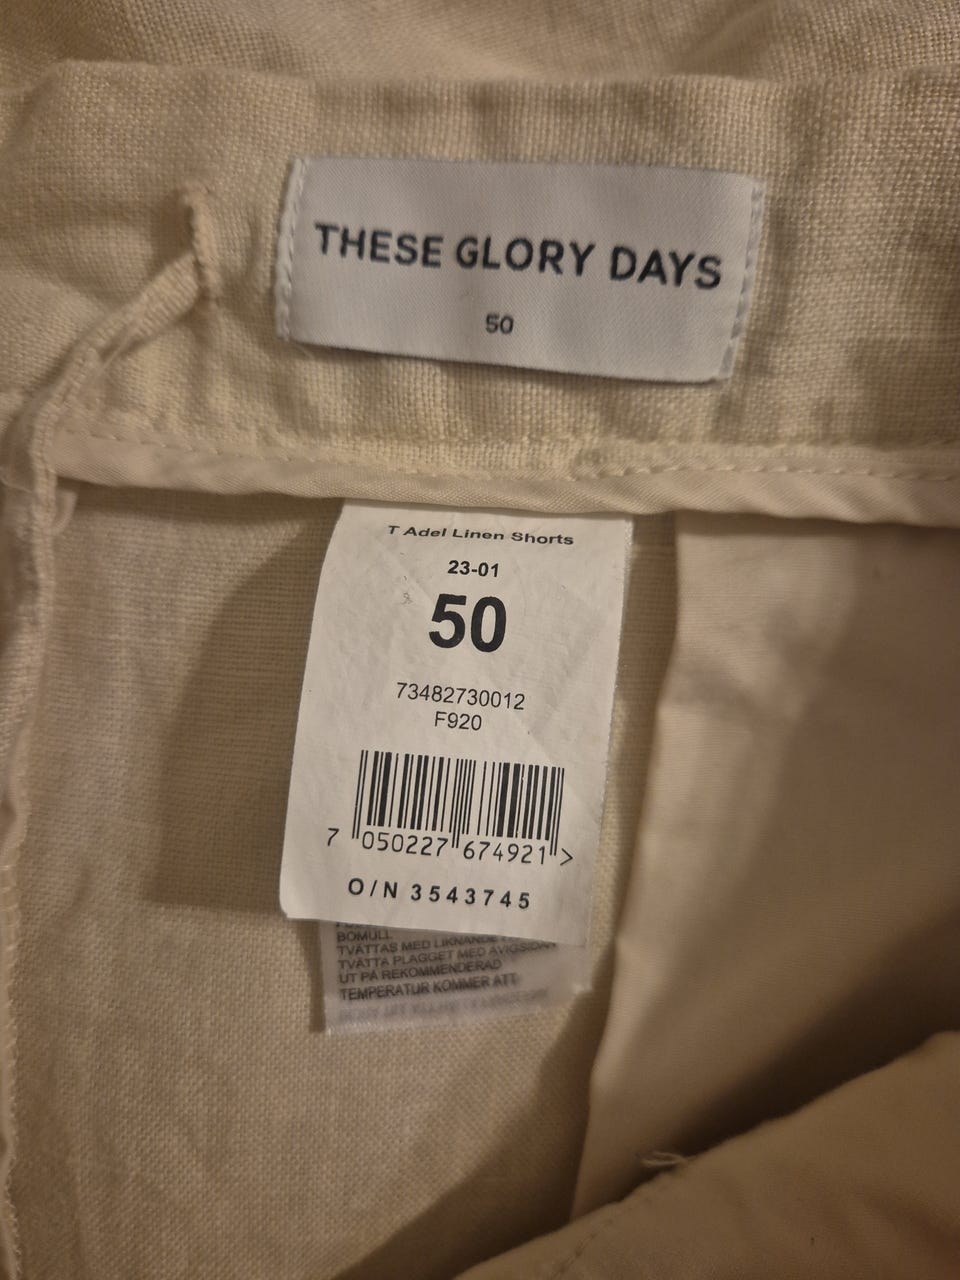 THESE GLORY DAYS
50
T Adel Linen Shorts
23-01
50
73482730012
F920
7 050227 674921 >
O/N 3543745
BOMULL
TVÄTTAS MED LIKNANDE
TVÄTTA PLAGGET MED AVIGSIDAN
UT PÅ REKOMMENDERAD
TEMPERATUR KOMMER ATT